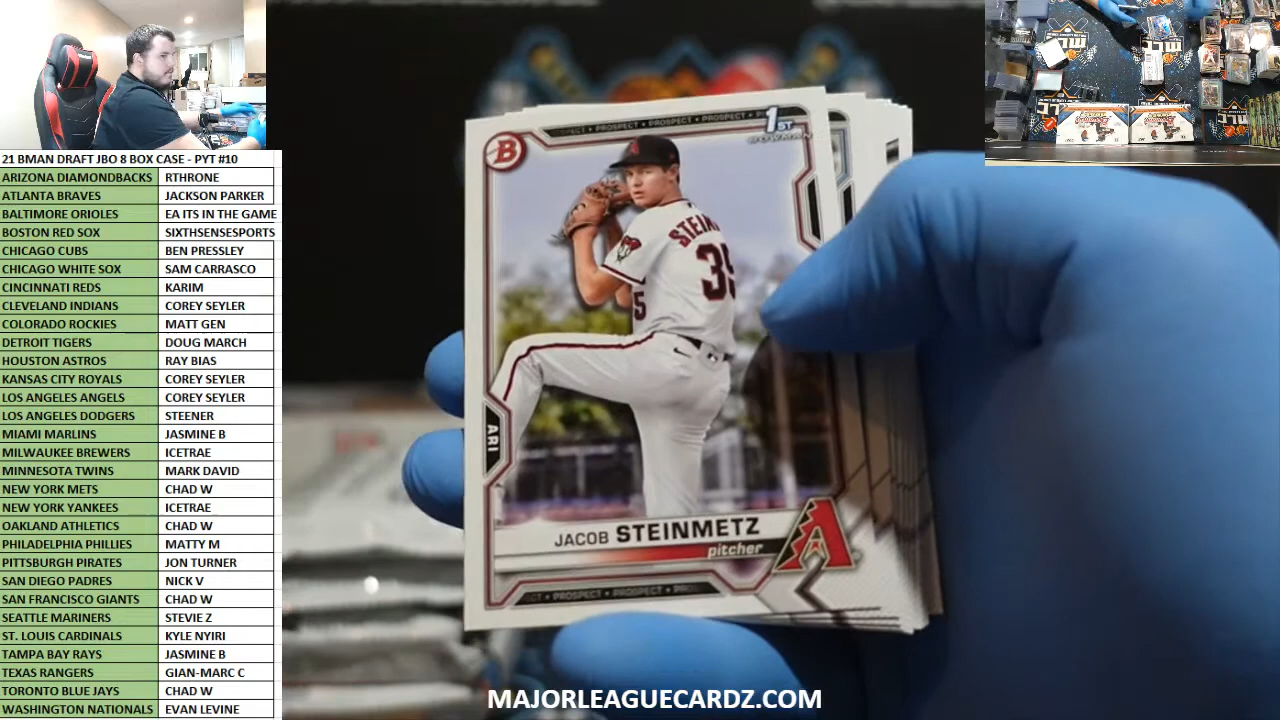 21 BMAN DRAFT JBO 8 BOX CASE - PYT #10
ARIZONA DIAMONDBACKS RTHRONE
ATLANTA BRAVES JACKSON PARKER
BALTIMORE ORIOLES EA ITS IN THE GAME
BOSTON RED SOX SIXTHSENSESPORTS
CHICAGO CUBS BEN PRESSLEY
CHICAGO WHITE SOX SAM CARRASCO
CINCINNATI REDS KARIM
CLEVELAND INDIANS COREY SEYLER
COLORADO ROCKIES MATT GEN
DETROIT TIGERS DOUG MARCH
HOUSTON ASTROS RAY BIAS
KANSAS CITY ROYALS COREY SEYLER
LOS ANGELES ANGELS COREY SEYLER
LOS ANGELES DODGERS STEENER
MIAMI MARLINS JASMINE B
MILWAUKEE BREWERS ICETRAE
MINNESOTA TWINS MARK DAVID
NEW YORK METS CHAD W
NEW YORK YANKEES ICETRAE
OAKLAND ATHLETICS CHAD W
PHILADELPHIA PHILLIES MATTY M
PITTSBURGH PIRATES JON TURNER
SAN DIEGO PADRES NICK V
SAN FRANCISCO GIANTS CHAD W
SEATTLE MARINERS STEVIE Z
ST. LOUIS CARDINALS KYLE NYIRI
TAMPA BAY RAYS JASMINE B
TEXAS RANGERS GIAN-MARC C
TORONTO BLUE JAYS CHAD W
WASHINGTON NATIONALS EVAN LEVINE
B
PROSPECT • PROSPECT • PROSPECT
1ST
BOWMAN
35
ARI
JACOB STEINMETZ
pitcher
PROSPECT • PROSPECT
MAJORLEAGUECARDZ.COM